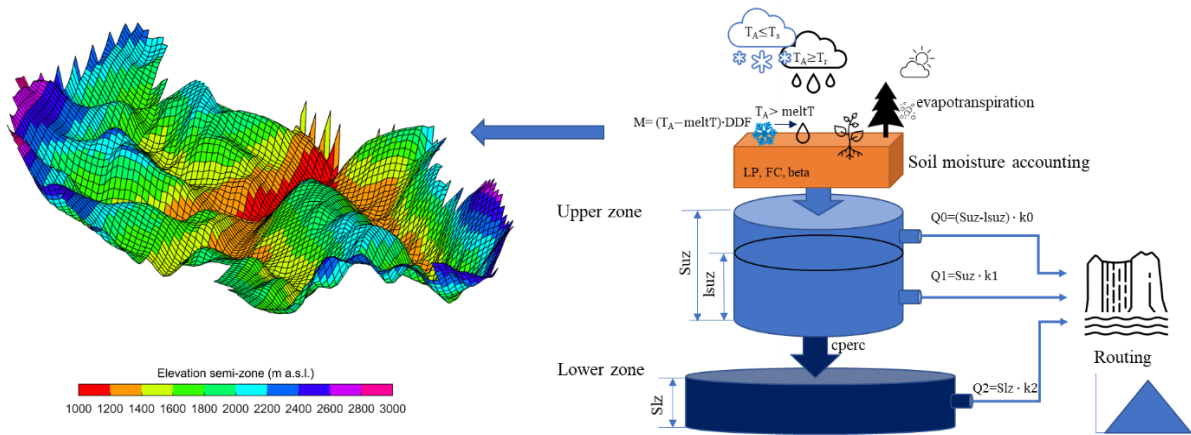 T_A≤T_s
T_A≥T_r
evapotranspiration
T_A> meltT
M= (T_A−meltT)·DDF
LP, FC, beta
Soil moisture accounting
Upper zone
Q0=(Suz-lsuz) · k0
Suz
lsuz
Q1=Suz · k1
cperc
Lower zone
Slz
Q2=Slz · k2
Routing
Elevation semi-zone (m a.s.l.)
1000 1200 1400 1600 1800 2000 2200 2400 2600 2800 3000